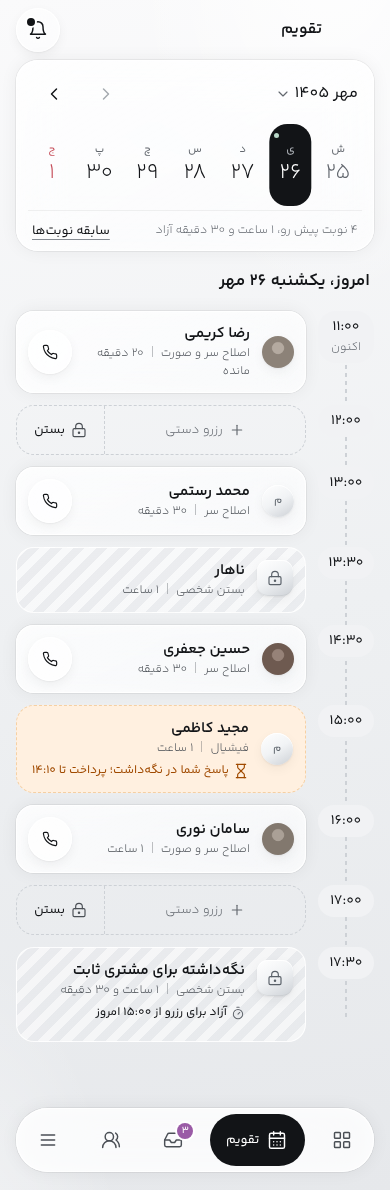 تقویم
مهر ۱۴۰۵
ش ی د س چ پ ج
۲۵ ۲۶ ۲۷ ۲۸ ۲۹ ۳۰ ۱
۴ نوبت پیش رو، ۱ ساعت و ۳۰ دقیقه آزاد
سابقه نوبت‌ها
امروز، یکشنبه ۲۶ مهر
۱۱:۰۰
اکنون
رضا کریمی
اصلاح سر و صورت | ۲۰ دقیقه
مانده
۱۲:۰۰
رزرو دستی
بستن
۱۳:۰۰
م
محمد رستمی
اصلاح سر | ۳۰ دقیقه
۱۳:۳۰
ناهار
بستن شخصی | ۱ ساعت
۱۴:۳۰
حسین جعفری
اصلاح سر | ۳۰ دقیقه
۱۵:۰۰
م
مجید کاظمی
فیشیال | ۱ ساعت
پاسخ شما در نگه‌داشت؛ پرداخت تا ۱۴:۱۰
۱۶:۰۰
سامان نوری
اصلاح سر و صورت | ۱ ساعت
۱۷:۰۰
رزرو دستی
بستن
۱۷:۳۰
نگه‌داشته برای مشتری ثابت
بستن شخصی | ۱ ساعت و ۳۰ دقیقه
آزاد برای رزرو از ۱۵:۰۰ امروز
تقویم
۳